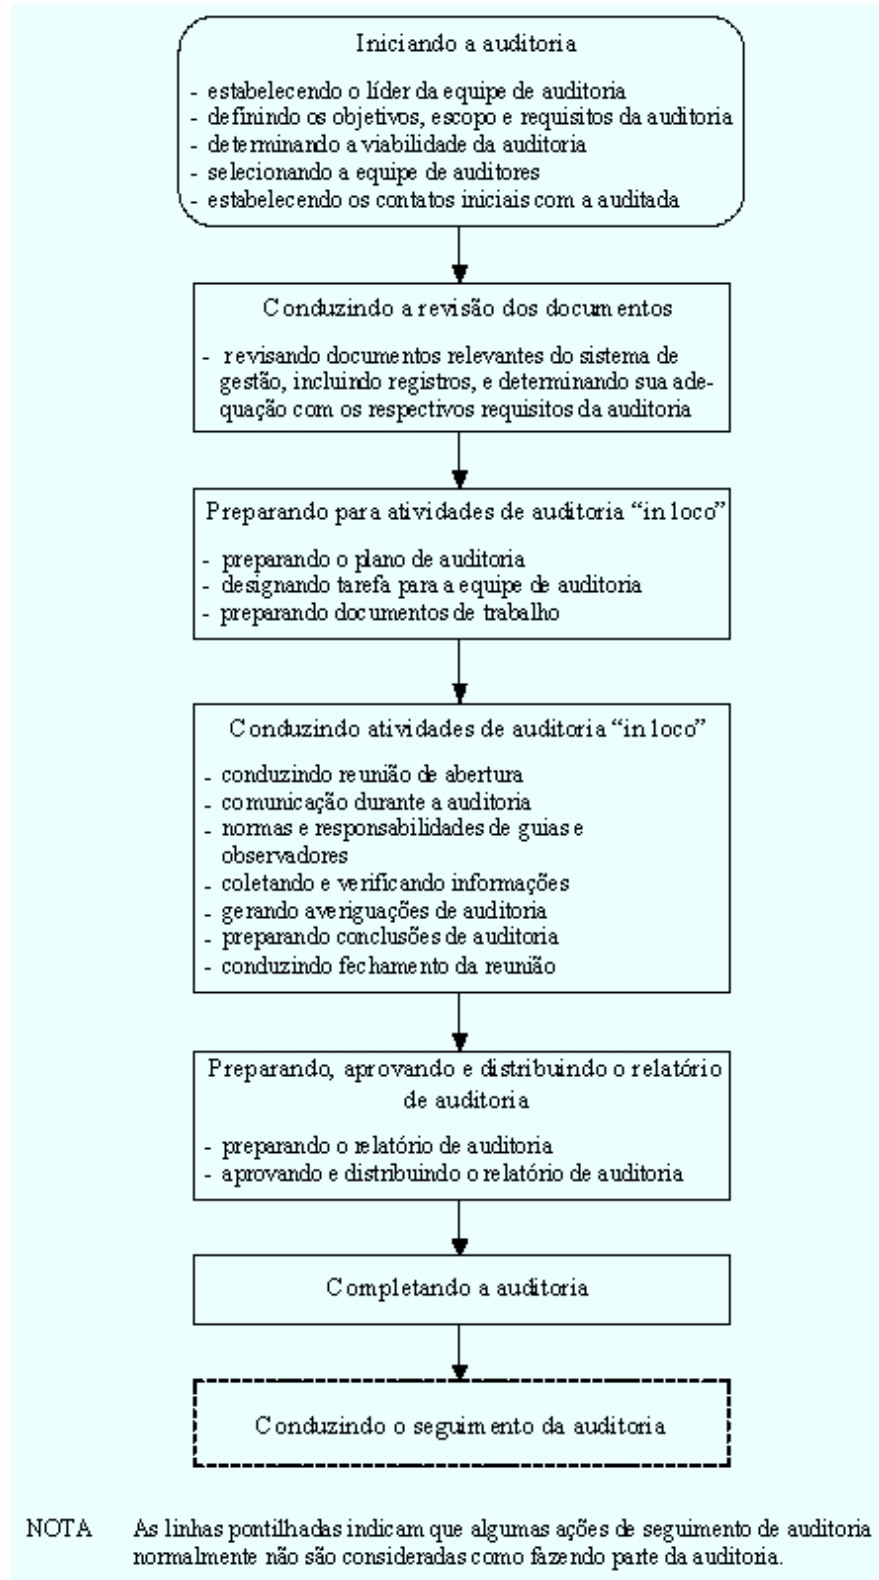 Iniciando a auditoria
- estabelecendo o líder da equipe de auditoria
- definindo os objetivos, escopo e requisitos da auditoria
- determinando a viabilidade da auditoria
- selecionando a equipe de auditores
- estabelecendo os contatos iniciais com a auditada
Conduzindo a revisão dos documentos
- revisando documentos relevantes do sistema de
gestão, incluindo registros, e determinando sua ade-
quação com os respectivos requisitos da auditoria
Preparando para atividades de auditoria “in loco”
- preparando o plano de auditoria
- designando tarefa para a equipe de auditoria
- preparando documentos de trabalho
Conduzindo atividades de auditoria “in loco”
- conduzindo reunião de abertura
- comunicação durante a auditoria
- normas e responsabilidades de guias e
observadores
- coletando e verificando informações
- gerando averiguações de auditoria
- preparando conclusões de auditoria
- conduzindo fechamento da reunião
Preparando, aprovando e distribuindo o relatório
de auditoria
- preparando o relatório de auditoria
- aprovando e distribuindo o relatório de auditoria
Completando a auditoria
Conduzindo o seguimento da auditoria
NOTA As linhas pontilhadas indicam que algumas ações de seguimento de auditoria
normalmente não são consideradas como fazendo parte da auditoria.